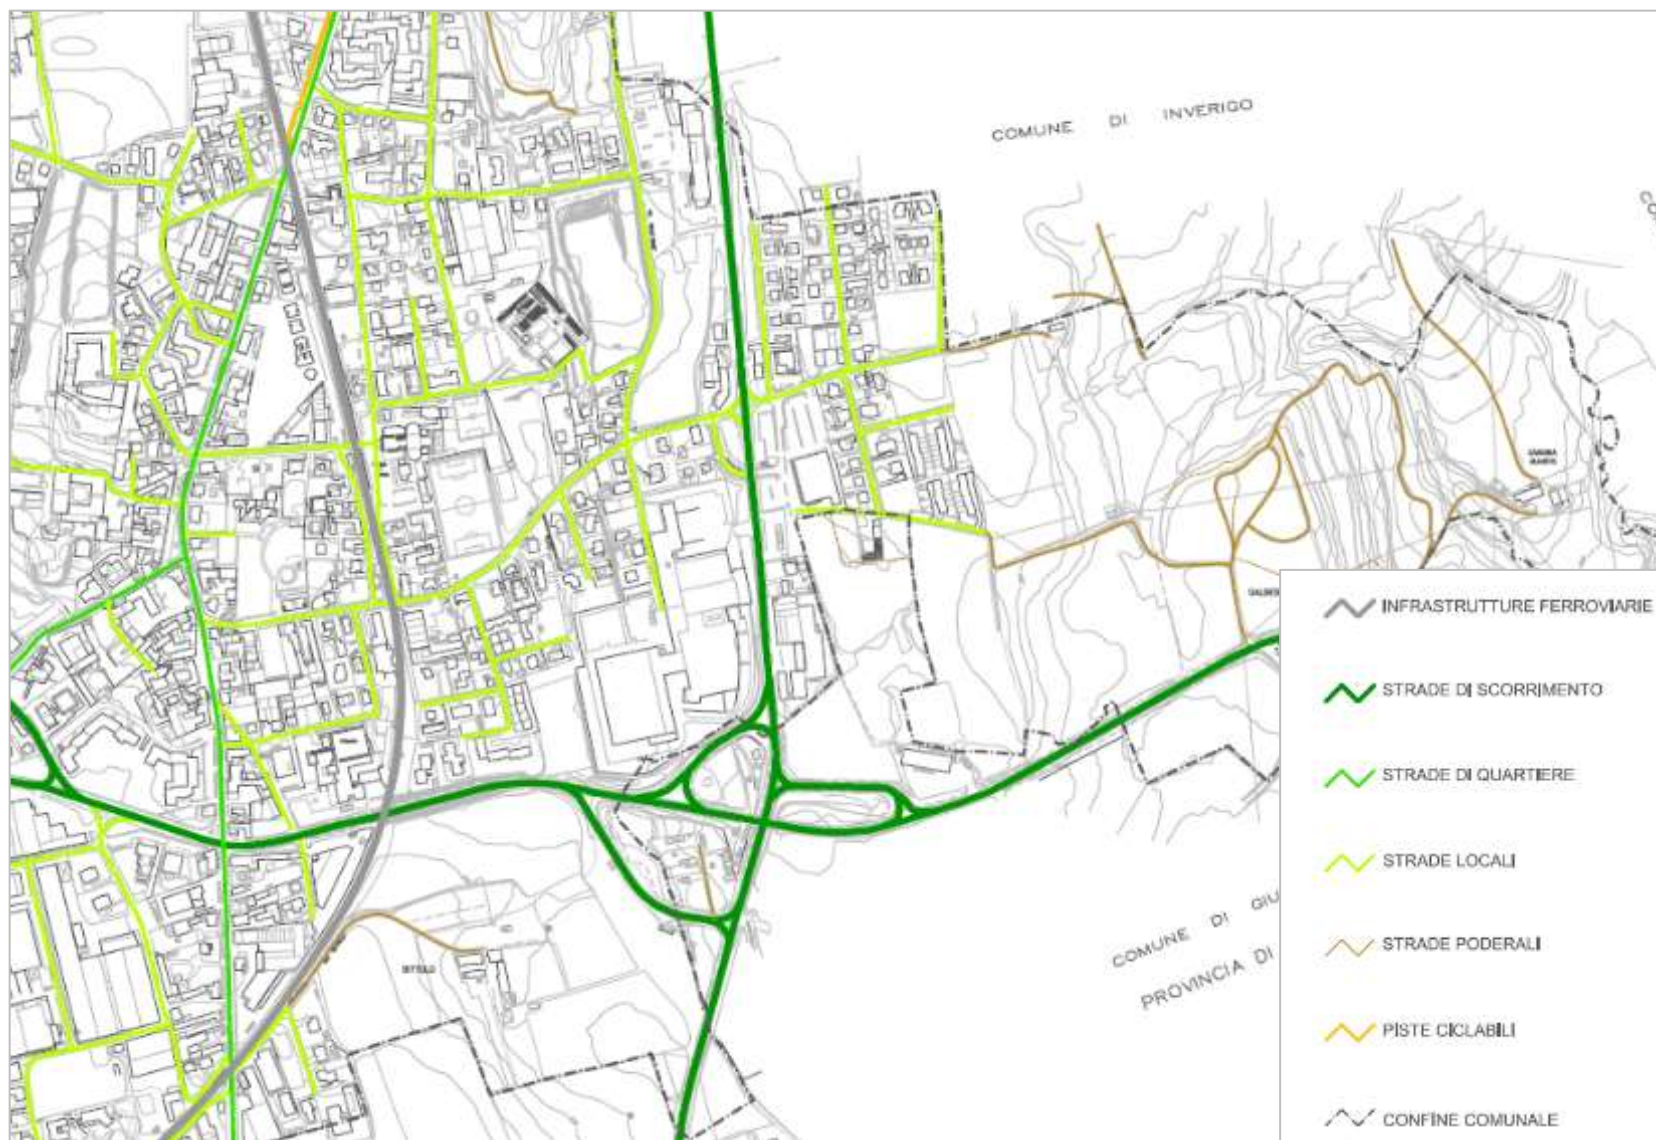 COMUNE DI INVERIGO
CO
INFRASTRUTTURE FERROVIARIE
STRADE DI SCORRIMENTO
STRADE DI QUARTIERE
STRADE LOCALI
COMUNE DI GIU
PROVINCIA DI
STRADE PODERALI
PISTE CICLABILI
CONFINE COMUNALE